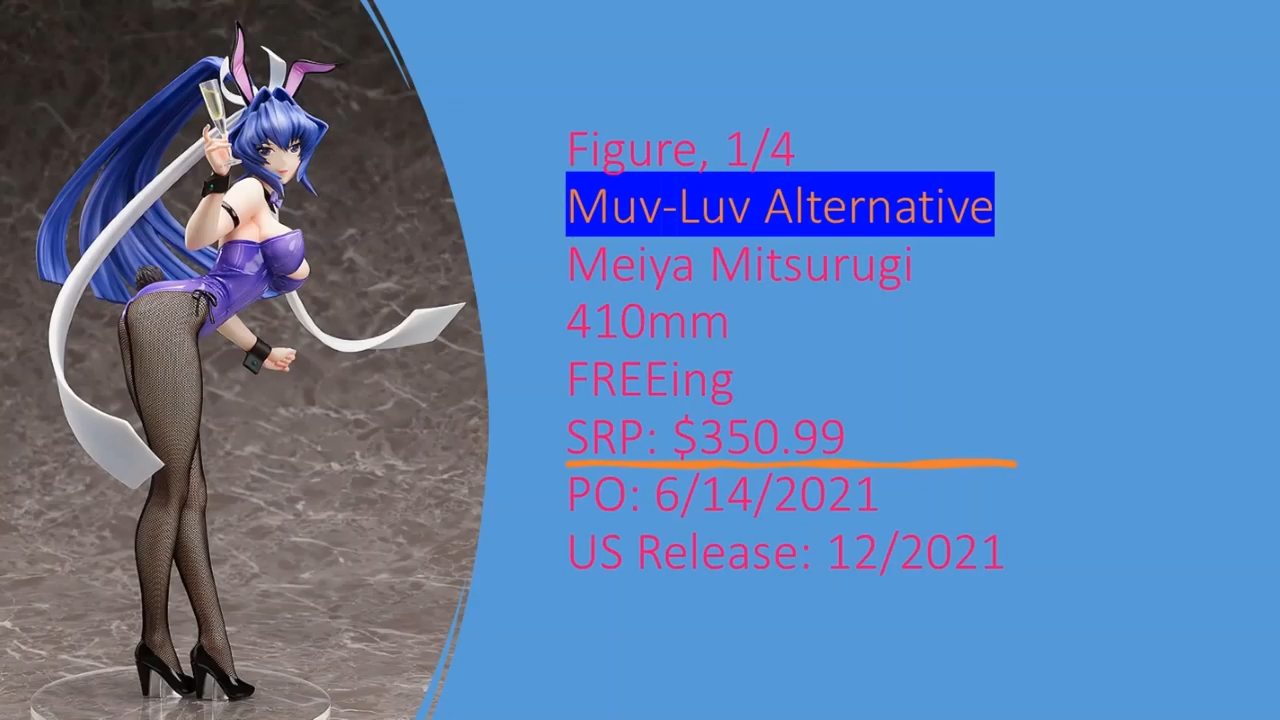 Figure, 1/4
Muv-Luv Alternative
Meiya Mitsurugi
410mm
FREEing
SRP: $350.99
PO: 6/14/2021
US Release: 12/2021